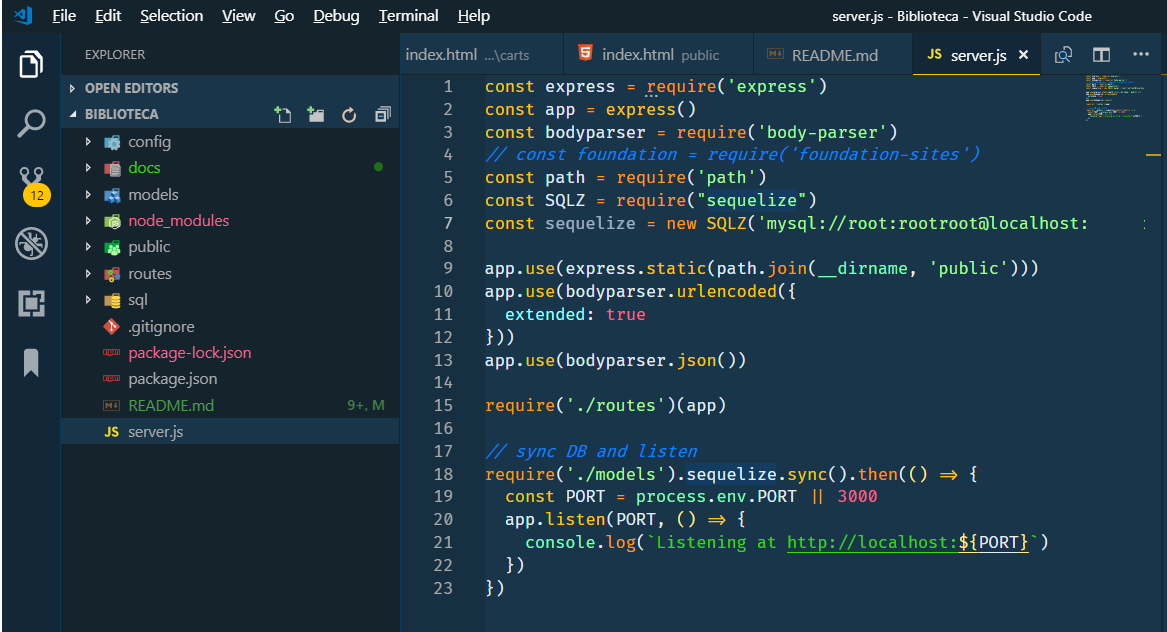 File Edit Selection View Go Debug Terminal Help server.js - Biblioteca - Visual Studio Code
EXPLORER
index.html ...\carts index.html public README.md JS server.js
OPEN EDITORS
BIBLIOTECA
config
docs
models
12
node_modules
public
routes
sql
.gitignore
package-lock.json
package.json
README.md 9+, M
JS server.js
1 const express = require('express')
2 const app = express()
3 const bodyparser = require('body-parser')
4 // const foundation = require('foundation-sites')
5 const path = require('path')
6 const SQLZ = require("sequelize")
7 const sequelize = new SQLZ('mysql://root:rootroot@localhost:
8
9 app.use(express.static(path.join(__dirname, 'public')))
10 app.use(bodyparser.urlencoded({
11 extended: true
12 }))
13 app.use(bodyparser.json())
14
15 require('./routes')(app)
16
17 // sync DB and listen
18 require('./models').sequelize.sync().then(() => {
19 const PORT = process.env.PORT || 3000
20 app.listen(PORT, () => {
21 console.log(`Listening at http://localhost:${PORT}`)
22 })
23 })